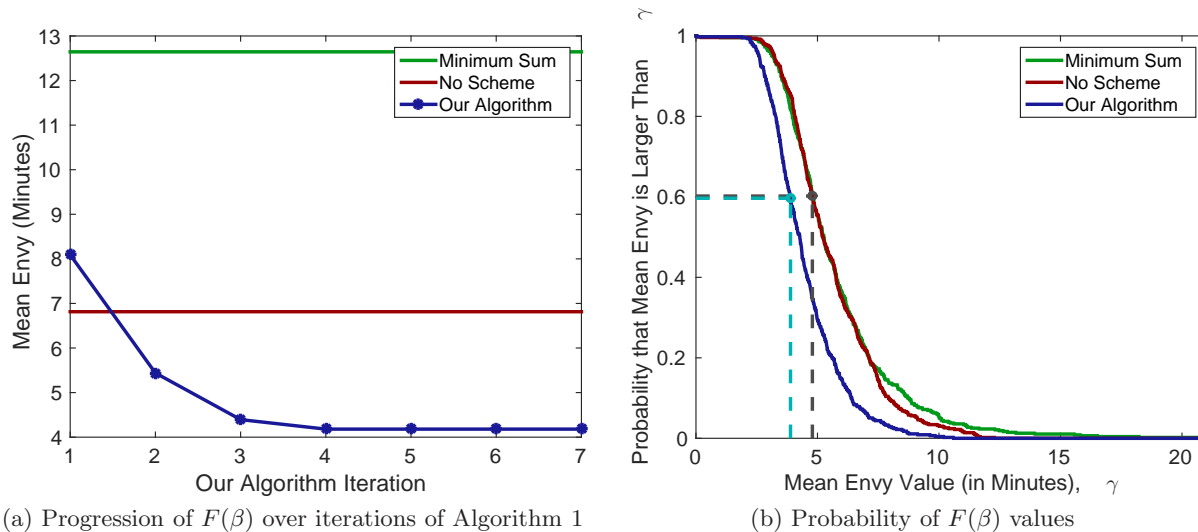 13
12
11
10
9
8
7
6
5
4
Mean Envy (Minutes)
Minimum Sum
No Scheme
Our Algorithm
1 2 3 4 5 6 7
Our Algorithm Iteration
(a) Progression of F(β) over iterations of Algorithm 1
Probability that Mean Envy is Larger Than γ
1
0.8
0.6
0.4
0.2
0
Minimum Sum
No Scheme
Our Algorithm
0 5 10 15 20
Mean Envy Value (in Minutes), γ
(b) Probability of F(β) values